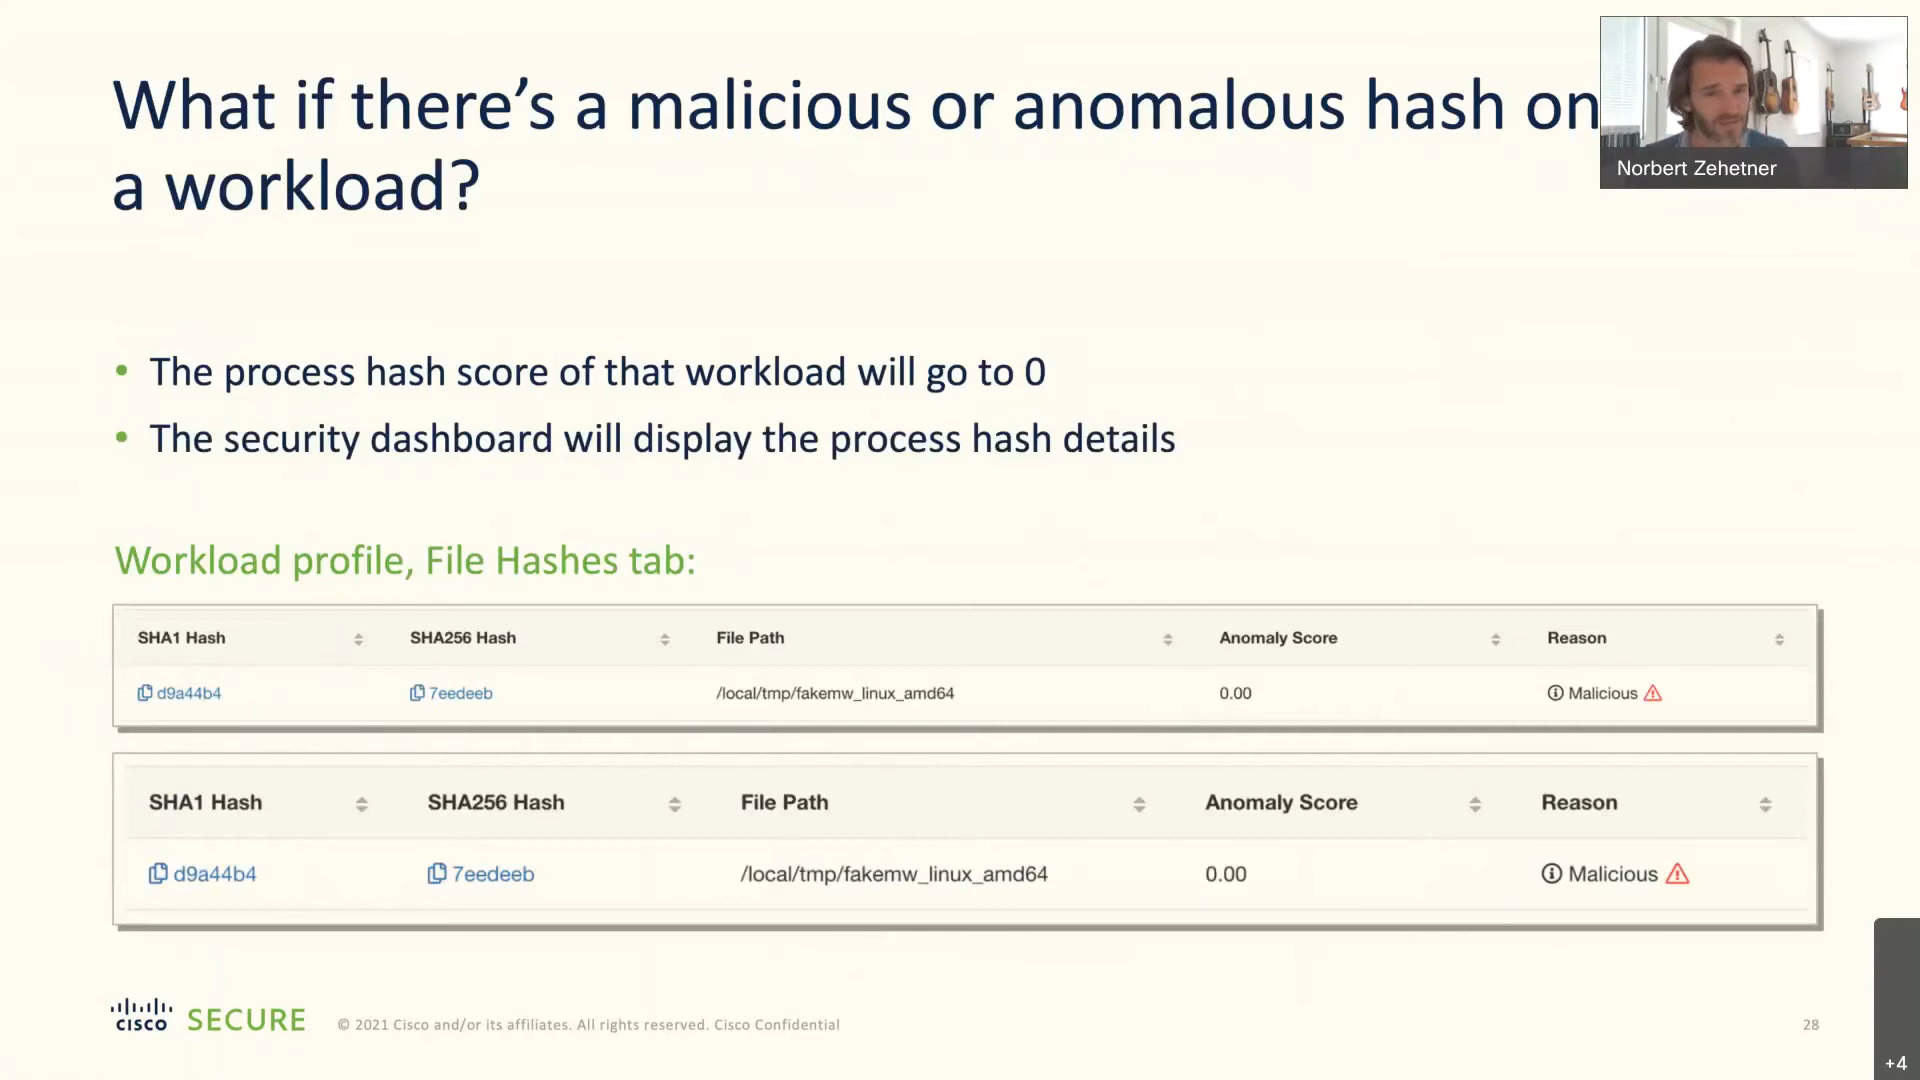 What if there’s a malicious or anomalous hash on
a workload?
Norbert Zehetner
• The process hash score of that workload will go to 0
• The security dashboard will display the process hash details
Workload profile, File Hashes tab:
SHA1 Hash SHA256 Hash File Path Anomaly Score Reason
d9a44b4 7eedeeb /local/tmp/fakemw_linux_amd64 0.00 Malicious
SHA1 Hash SHA256 Hash File Path Anomaly Score Reason
d9a44b4 7eedeeb /local/tmp/fakemw_linux_amd64 0.00 Malicious
CISCO SECURE © 2021 Cisco and/or its affiliates. All rights reserved. Cisco Confidential 28
+4